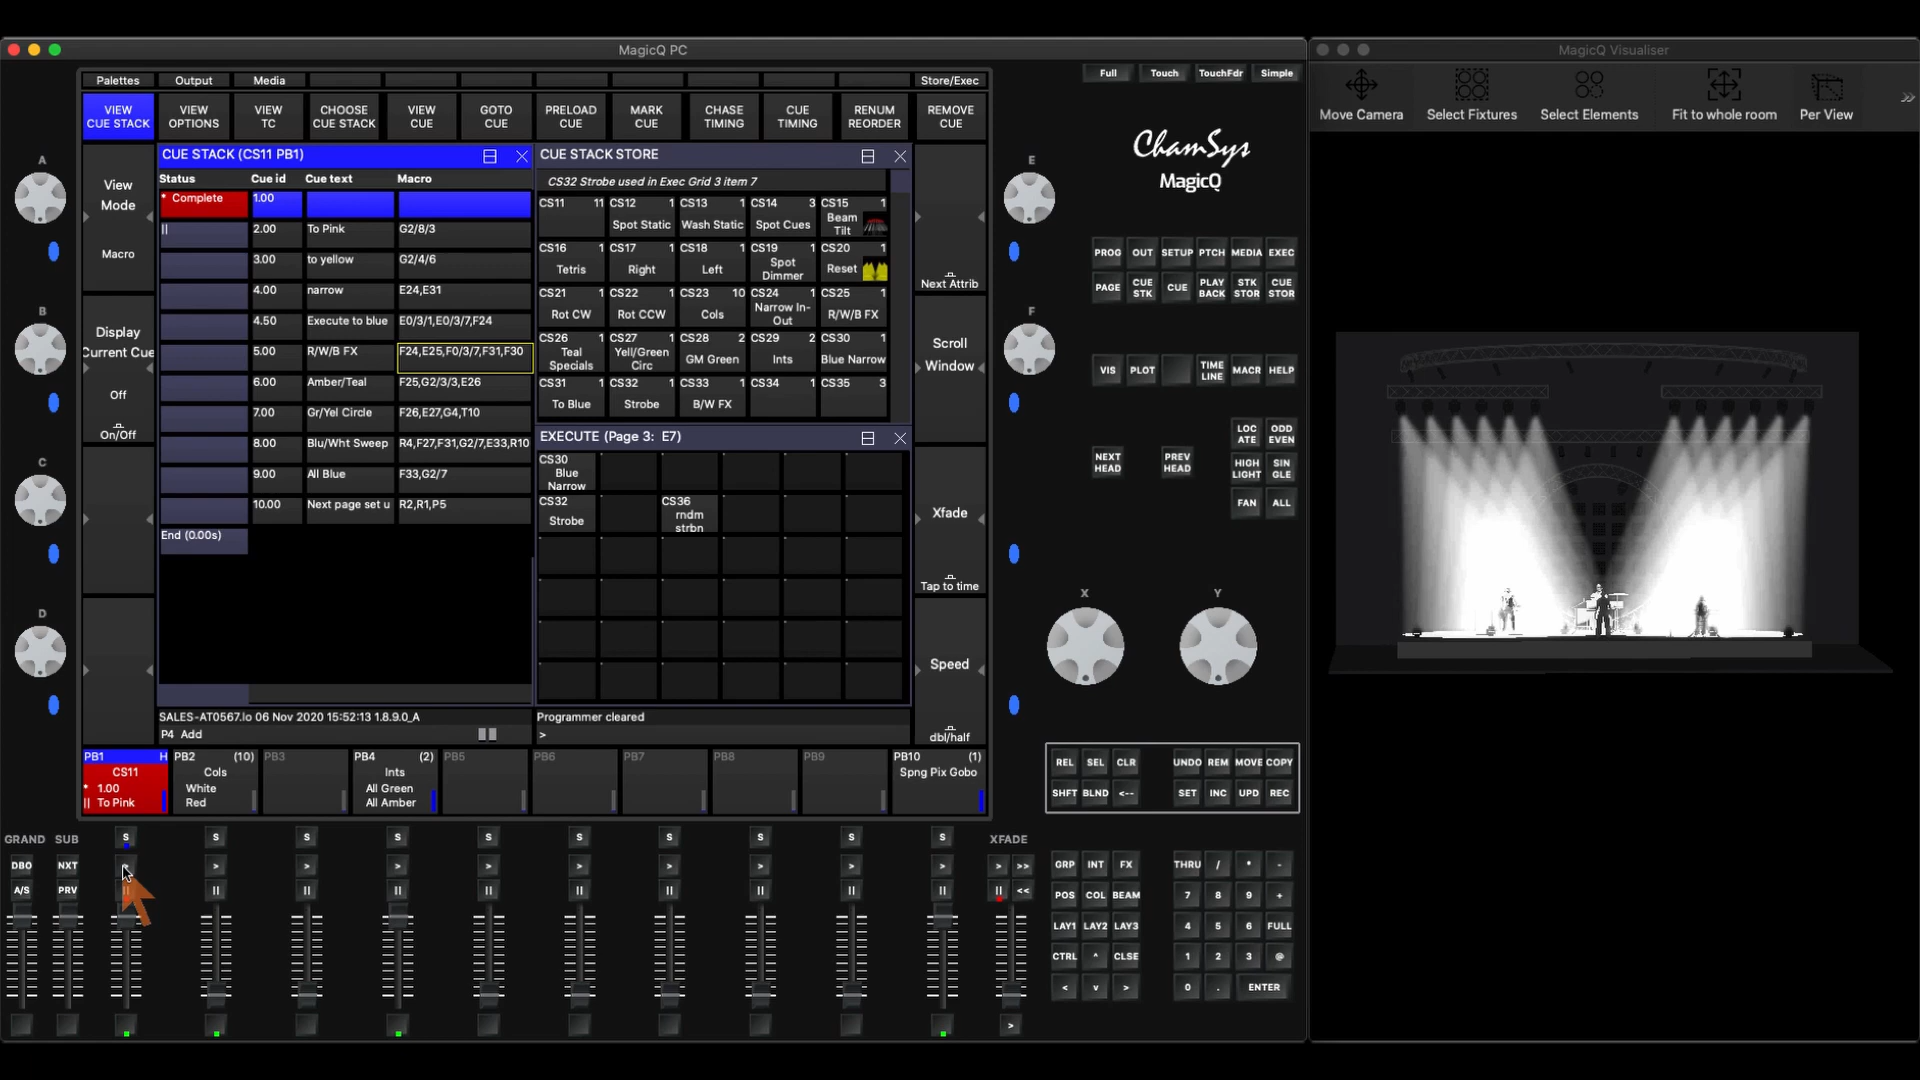 MagicQ PC
MagicQ Visualiser
Palettes Output Media Store/Exec
Full Touch TouchFdr Simple
VIEW CUE STACK
VIEW OPTIONS
VIEW TC
CHOOSE CUE STACK
VIEW CUE
GOTO CUE
PRELOAD CUE
MARK CUE
CHASE TIMING
CUE TIMING
RENUM REORDER
REMOVE CUE
Move Camera Select Fixtures Select Elements Fit to whole room Per View
ChamSys
MagicQ
A
B
C
D
View Mode
Macro
Display
Current Cue
Off
On/Off
CUE STACK (CS11 PB1)
Status Cue id Cue text Macro
* Complete 1.00
|| 2.00 To Pink G2/8/3
3.00 to yellow G2/4/6
4.00 narrow E24,E31
4.50 Execute to blue E0/3/1,E0/3/7,F24
5.00 R/W/B FX F24,E25,F0/3/7,F31,F30
6.00 Amber/Teal F25,G2/3/3,E26
7.00 Gr/Yel Circle F26,E27,G4,T10
8.00 Blu/Wht Sweep R4,F27,F31,G2/7,E33,R10
9.00 All Blue F33,G2/7
10.00 Next page set u R2,R1,P5
End (0.00s)
CUE STACK STORE
CS32 Strobe used in Exec Grid 3 item 7
CS11 11
CS12 1 Spot Static
CS13 1 Wash Static
CS14 3 Spot Cues
CS15 1 Beam Tilt
CS16 1 Tetris
CS17 1 Right
CS18 1 Left
CS19 1 Spot Dimmer
CS20 1 Reset
CS21 1 Rot CW
CS22 1 Rot CCW
CS23 10 Cols
CS24 1 Narrow In-Out
CS25 1 R/W/B FX
CS26 1 Teal Specials
CS27 1 Yell/Green Circ
CS28 2 GM Green
CS29 2 Ints
CS30 1 Blue Narrow
CS31 1 To Blue
CS32 1 Strobe
CS33 1 B/W FX
CS34 1
CS35 3
EXECUTE (Page 3: E7)
CS30 Blue Narrow
CS32 Strobe
CS36 rndm strbn
Next Attrib
Scroll Window
Xfade
Tap to time
Speed
dbl/half
SALES-AT0567.lo 06 Nov 2020 15:52:13 1.8.9.0_A
P4 Add
Programmer cleared
>
PB1 H CS11 * 1.00 || To Pink
PB2 (10) Cols White Red
PB3
PB4 (2) Ints All Green All Amber
PB5
PB6
PB7
PB8
PB9
PB10 (1) Spng Pix Gobo
E
F
X Y
PROG OUT SETUP PTCH MEDIA EXEC
PAGE CUE STK CUE PLAY BACK STK STOR CUE STOR
VIS PLOT TIME LINE MACR HELP
NEXT HEAD PREV HEAD
LOC ATE ODD EVEN
HIGH LIGHT SIN GLE
FAN ALL
REL SEL CLR UNDO REM MOVE COPY
SHFT BLND <-- SET INC UPD REC
GRAND SUB
S S S S S S S S S S
XFADE
DBO NXT > > > > > > > > > > >>
A/S PRV || || || || || || || || || || || <<
>
GRP INT FX THRU / * -
POS COL BEAM 7 8 9 +
LAY1 LAY2 LAY3 4 5 6 FULL
CTRL ^ CLSE 1 2 3 @
< v > 0 . ENTER